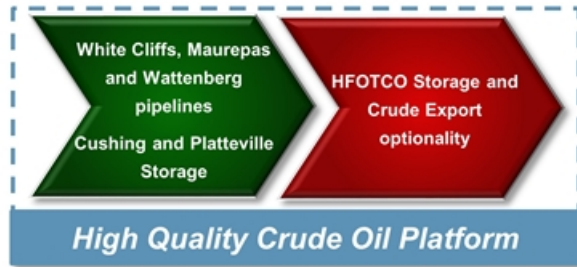 White Cliffs, Maurepas
and Wattenberg
pipelines
Cushing and Platteville
Storage
HFOTCO Storage and
Crude Export
optionality
High Quality Crude Oil Platform